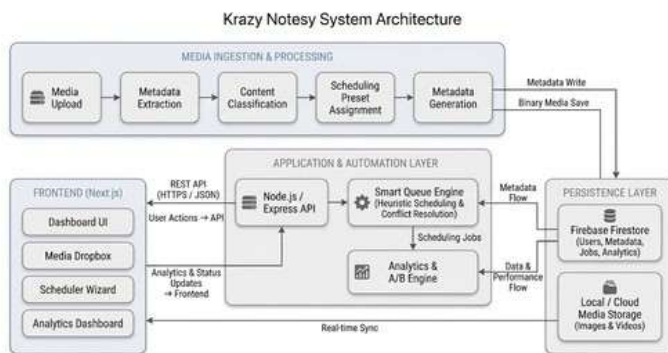 Krazy Notesy System Architecture
MEDIA INGESTION & PROCESSING
Media
Upload
Metadata
Extraction
Content
Classification
Scheduling
Preset
Assignment
Metadata
Generation
Metadata Write
Binary Media Save
APPLICATION & AUTOMATION LAYER
Node.js /
Express API
Smart Queue Engine
(Heuristic Scheduling &
Conflict Resolution)
Scheduling Jobs
Analytics &
A/B Engine
FRONTEND (Next.js)
Dashboard UI
Media Dropbox
Scheduler Wizard
Analytics Dashboard
REST API
(HTTPS / JSON)
User Actions → API
Analytics & Status
Updates
→ Frontend
Metadata
Flow
Data &
Performance
Flow
Real-time Sync
PERSISTENCE LAYER
Firebase Firestore
(Users, Metadata,
Jobs, Analytics)
Local / Cloud
Media Storage
(Images & Videos)